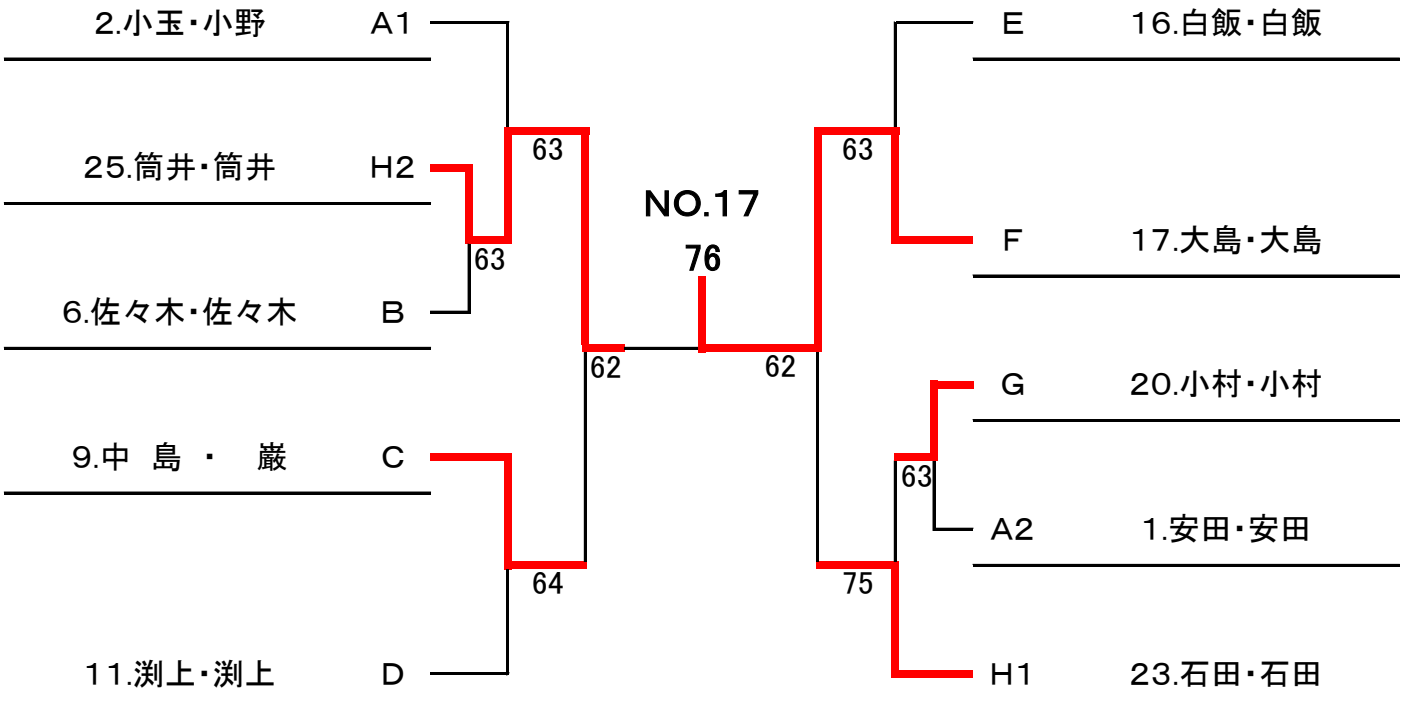 2.小玉・小野 A1
25.筒井・筒井 H2
6.佐々木・佐々木 B
9.中 島 ・ 巌 C
11.渕上・渕上 D
63
63
62
64
NO.17
76
63
62
63
75
E 16.白飯・白飯
F 17.大島・大島
G 20.小村・小村
A2 1.安田・安田
H1 23.石田・石田